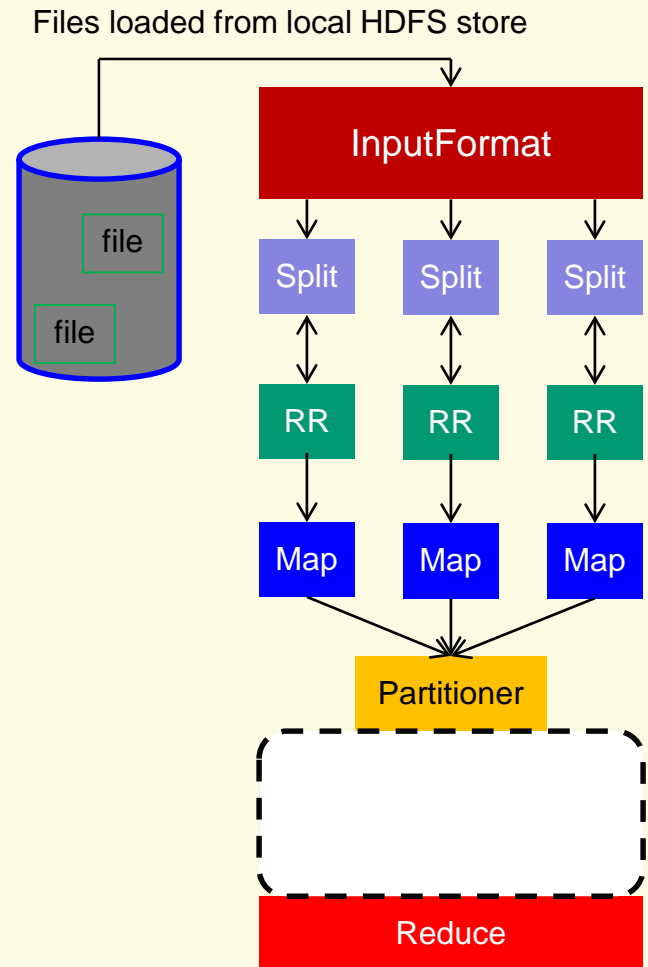 Files loaded from local HDFS store
InputFormat
file
file
Split Split Split
RR RR RR
Map Map Map
Partitioner
Reduce